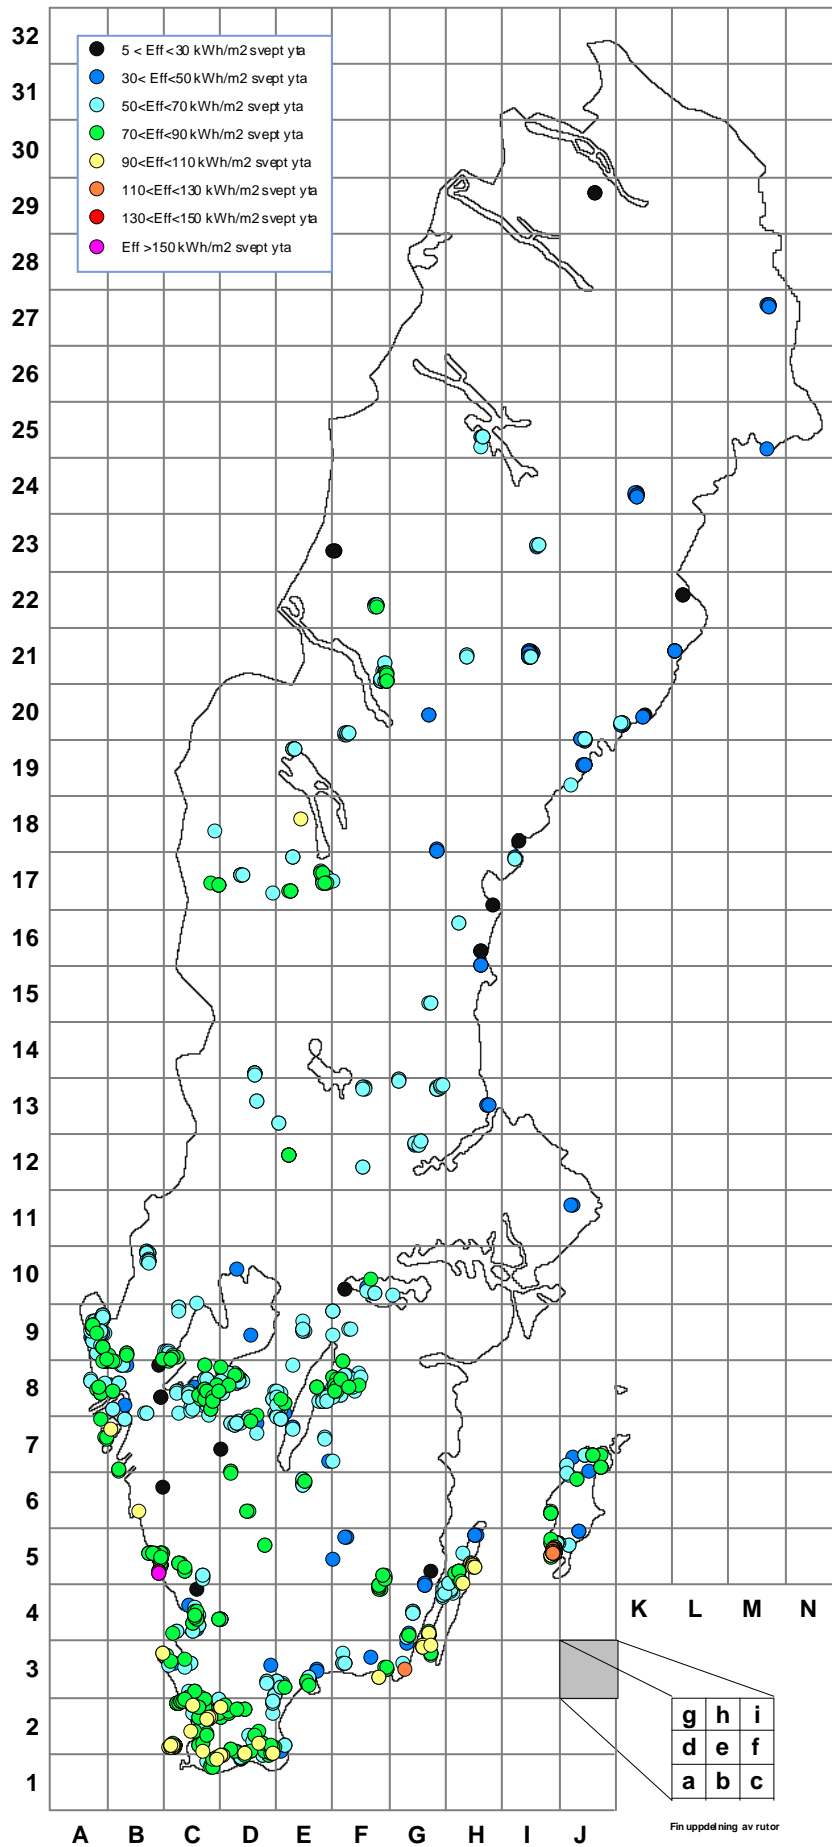 32
5 < Eff<30 kWh/m2 svept yta
30< Eff<50 kWh/m2 svept yta
31
50<Eff<70 kWh/m2 svept yta
70<Eff<90 kWh/m2 svept yta
30
90<Eff<110 kWh/m2 svept yta
110<Eff<130 kWh/m2 svept yta
29
130<Eff<150 kWh/m2 svept yta
Eff >150 kWh/m2 svept yta
28
27
26
25
24
23
22
21
20
19
18
17
16
15
14
13
12
11
10
9
8
7
6
5
4
K L M N
3
g h i
2
d e f
a b c
1
Fin uppdelning av rutor
A B C D E F G H I J